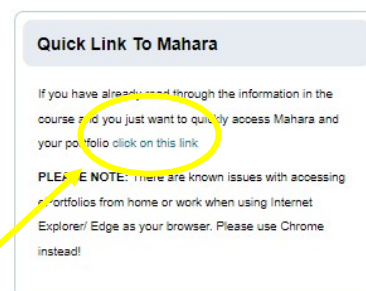 Quick Link To Mahara
If you have already read through the information in the
course and you just want to quickly access Mahara and
your portfolio click on this link
PLEASE NOTE: There are known issues with accessing
ePortfolios from home or work when using Internet
Explorer/ Edge as your browser. Please use Chrome
instead!